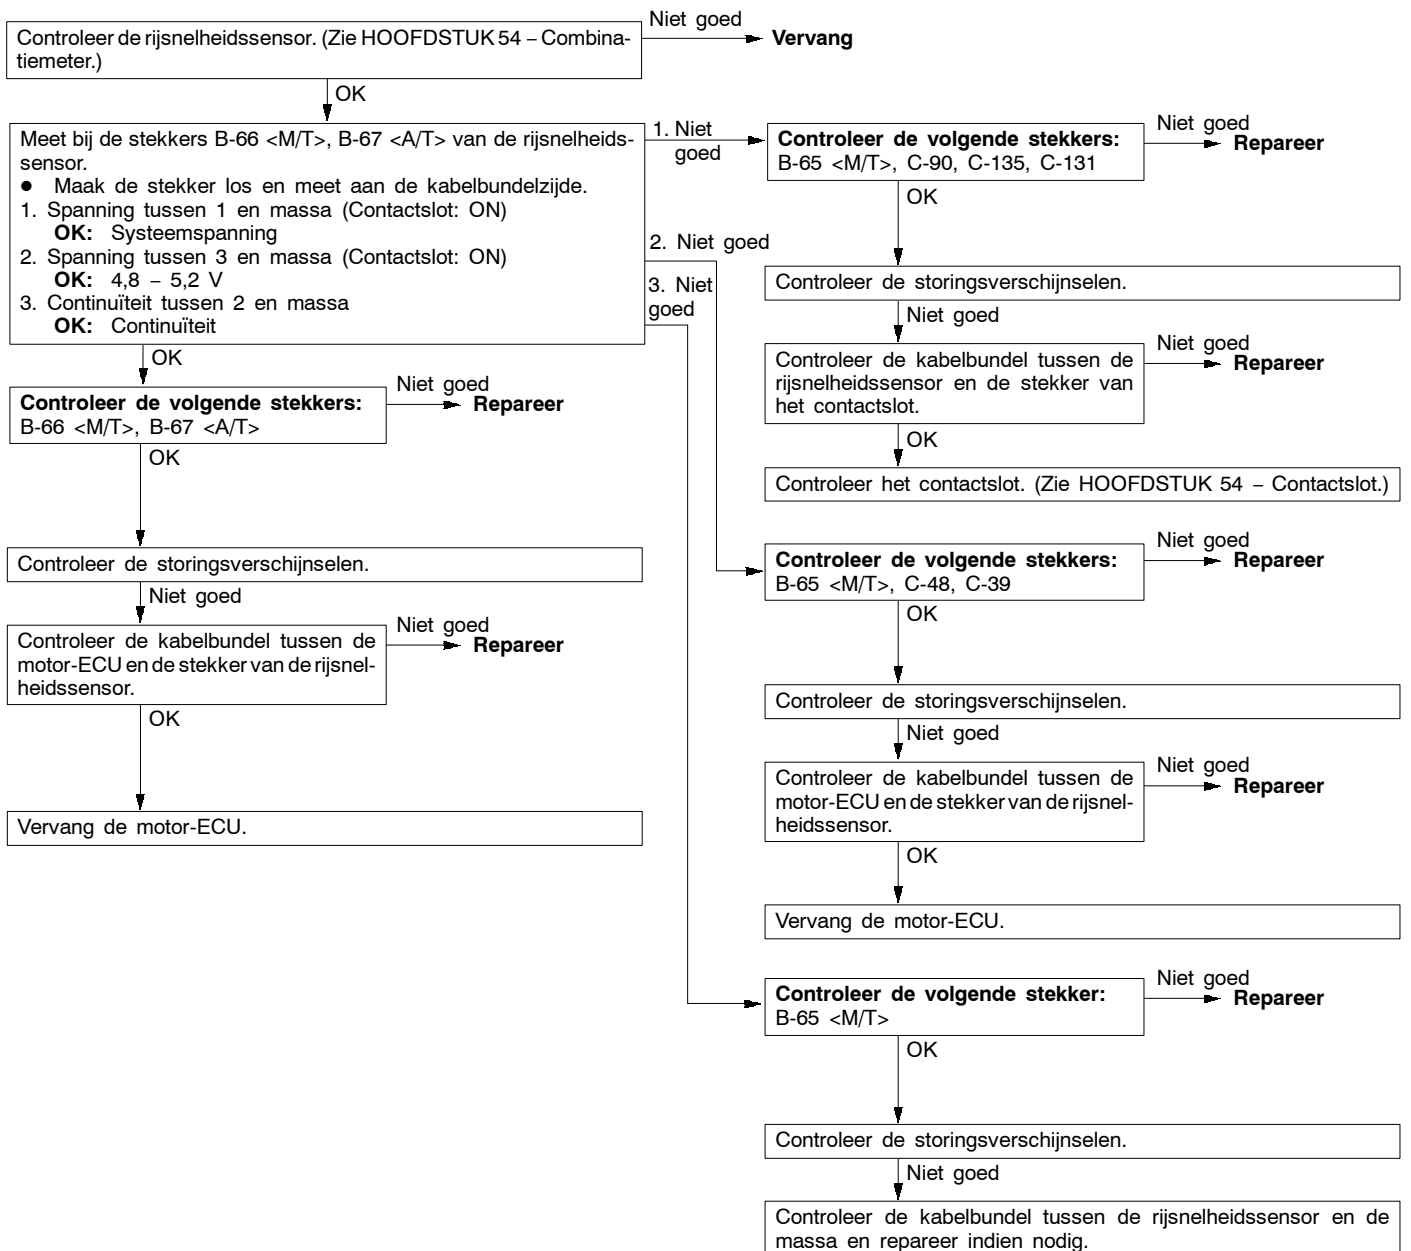 Controleer de rijsnelheidssensor. (Zie HOOFDSTUK 54 – Combina-
tiemeter.)
Niet goed
Vervang
OK
Meet bij de stekkers B-66 <M/T>, B-67 <A/T> van de rijsnelheids-
sensor.
● Maak de stekker los en meet aan de kabelbundelzijde.
1. Spanning tussen 1 en massa (Contactslot: ON)
OK: Systeemspanning
2. Spanning tussen 3 en massa (Contactslot: ON)
OK: 4,8 – 5,2 V
3. Continuïteit tussen 2 en massa
OK: Continuïteit
OK
Controleer de volgende stekkers:
B-66 <M/T>, B-67 <A/T>
Niet goed
Repareer
OK
Controleer de storingsverschijnselen.
Niet goed
Controleer de kabelbundel tussen de
motor-ECU en de stekker van de rijsnel-
heidssensor.
Niet goed
Repareer
OK
Vervang de motor-ECU.
1. Niet
goed
Controleer de volgende stekkers:
B-65 <M/T>, C-90, C-135, C-131
Niet goed
Repareer
OK
Controleer de storingsverschijnselen.
Niet goed
Controleer de kabelbundel tussen de
rijsnelheidssensor en de stekker van
het contactslot.
Niet goed
Repareer
OK
Controleer het contactslot. (Zie HOOFDSTUK 54 – Contactslot.)
2. Niet goed
Controleer de volgende stekkers:
B-65 <M/T>, C-48, C-39
Niet goed
Repareer
OK
Controleer de storingsverschijnselen.
Niet goed
Controleer de kabelbundel tussen de
motor-ECU en de stekker van de rijsnel-
heidssensor.
Niet goed
Repareer
OK
Vervang de motor-ECU.
3. Niet
goed
Controleer de volgende stekker:
B-65 <M/T>
Niet goed
Repareer
OK
Controleer de storingsverschijnselen.
Niet goed
Controleer de kabelbundel tussen de rijsnelheidssensor en de
massa en repareer indien nodig.